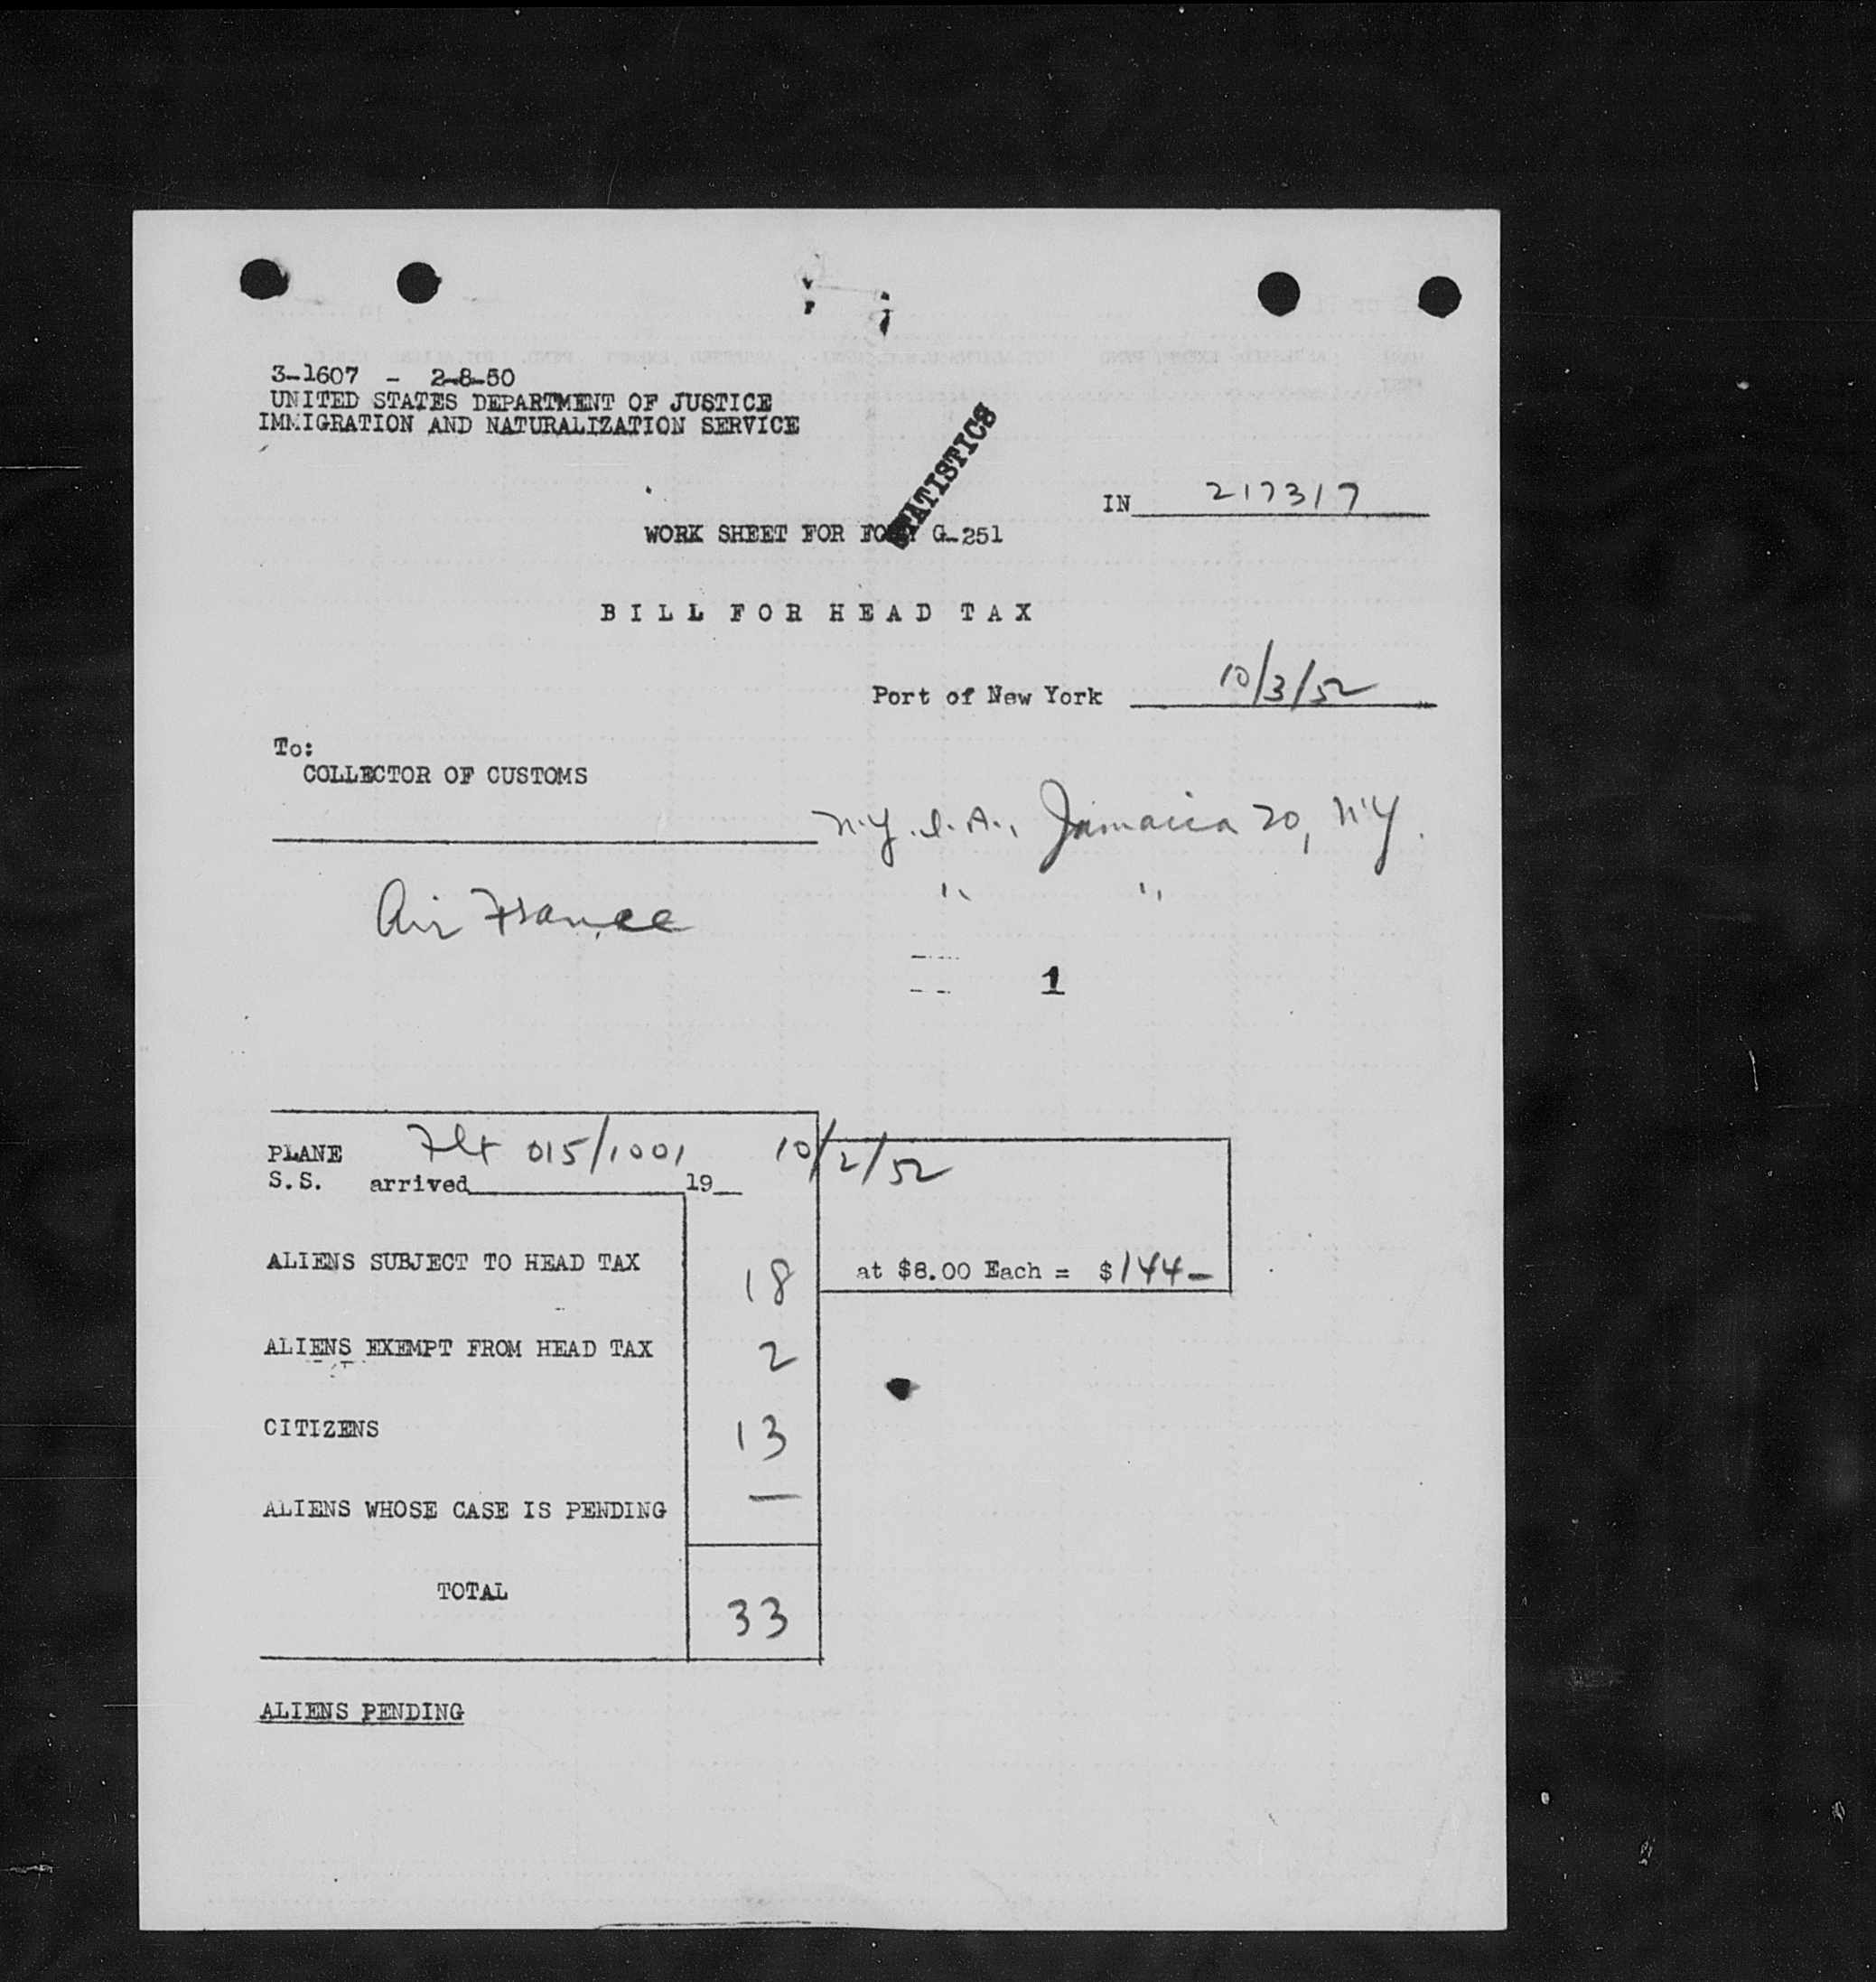 3-1607 - 2-8-50
UNITED STATES DEPARTMENT OF JUSTICE
IMMIGRATION AND NATURALIZATION SERVICE
STATISTICS
IN 217317
WORK SHEET FOR FORM G-251
BILL FOR HEAD TAX
Port of New York 10/3/52
To:
COLLECTOR OF CUSTOMS
N.Y.I.A., Jamaica 20, N.Y.
Air France " "
1
PLANE Flt 015/1001 10/2/52
S.S. arrived 19
ALIENS SUBJECT TO HEAD TAX 18 at $8.00 Each = $144-
ALIENS EXEMPT FROM HEAD TAX 2
CITIZENS 13
ALIENS WHOSE CASE IS PENDING —
TOTAL 33
ALIENS PENDING